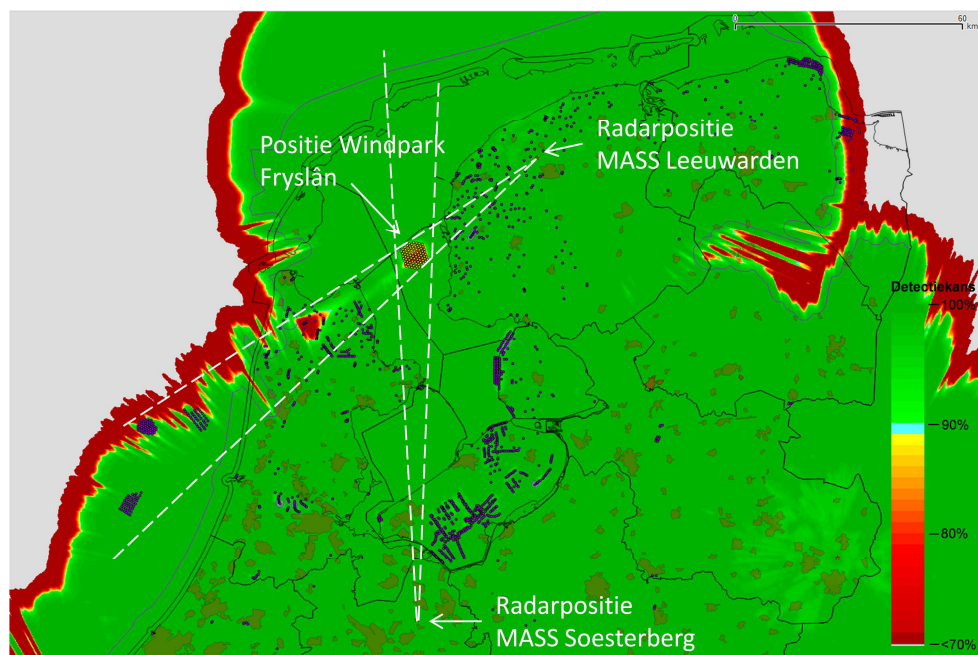 0
60
km
Radarpositie
MASS Leeuwarden
Positie Windpark
Fryslân
Detectiekans
100%
90%
80%
<70%
Radarpositie
MASS Soesterberg